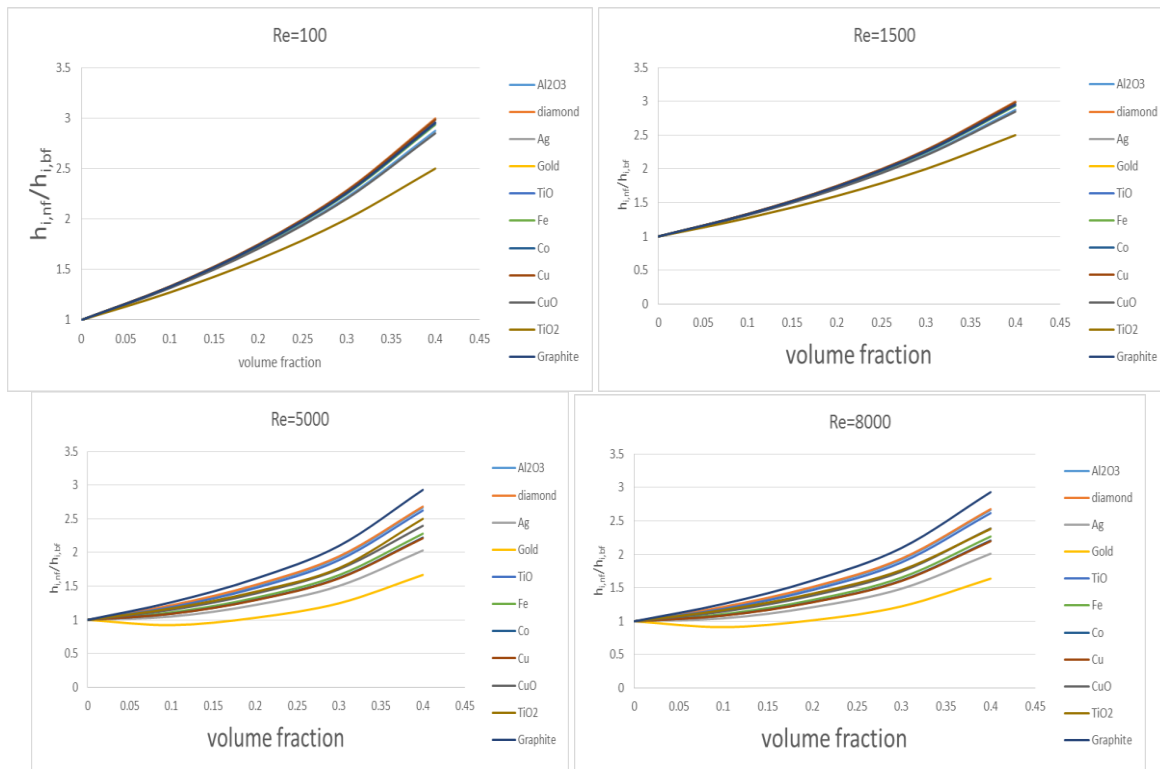 Re=100
h i,nf/h i,bf
3.5
3
2.5
2
1.5
1
0 0.05 0.1 0.15 0.2 0.25 0.3 0.35 0.4 0.45
volume fraction
Al2O3
diamond
Ag
Gold
TiO
Fe
Co
Cu
CuO
TiO2
Graphite
Re=1500
h i,nf/h i,bf
3.5
3
2.5
2
1.5
1
0.5
0
0 0.05 0.1 0.15 0.2 0.25 0.3 0.35 0.4 0.45
volume fraction
Al2O3
diamond
Ag
Gold
TiO
Fe
Co
Cu
CuO
TiO2
Graphite
Re=5000
h i,nf/h i,bf
3.5
3
2.5
2
1.5
1
0.5
0
0 0.05 0.1 0.15 0.2 0.25 0.3 0.35 0.4 0.45
volume fraction
Al2O3
diamond
Ag
Gold
TiO
Fe
Co
Cu
CuO
TiO2
Graphite
Re=8000
h i,nf/h i,bf
3.5
3
2.5
2
1.5
1
0.5
0
0 0.05 0.1 0.15 0.2 0.25 0.3 0.35 0.4 0.45
volume fraction
Al2O3
diamond
Ag
Gold
TiO
Fe
Co
Cu
CuO
TiO2
Graphite